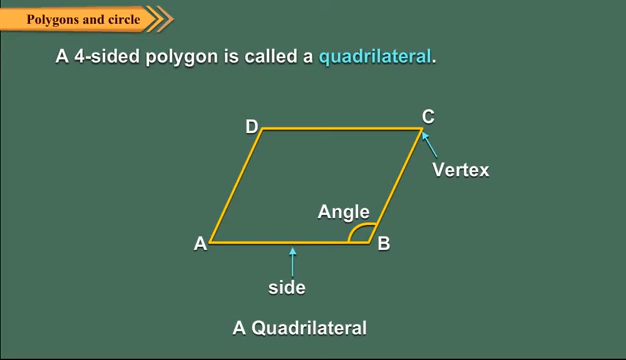 Polygons and circle
A 4-sided polygon is called a quadrilateral.
D
C
Vertex
Angle
A
B
side
A Quadrilateral